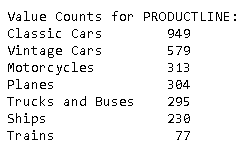 Value Counts for PRODUCTLINE:
Classic Cars 949
Vintage Cars 579
Motorcycles 313
Planes 304
Trucks and Buses 295
Ships 230
Trains 77